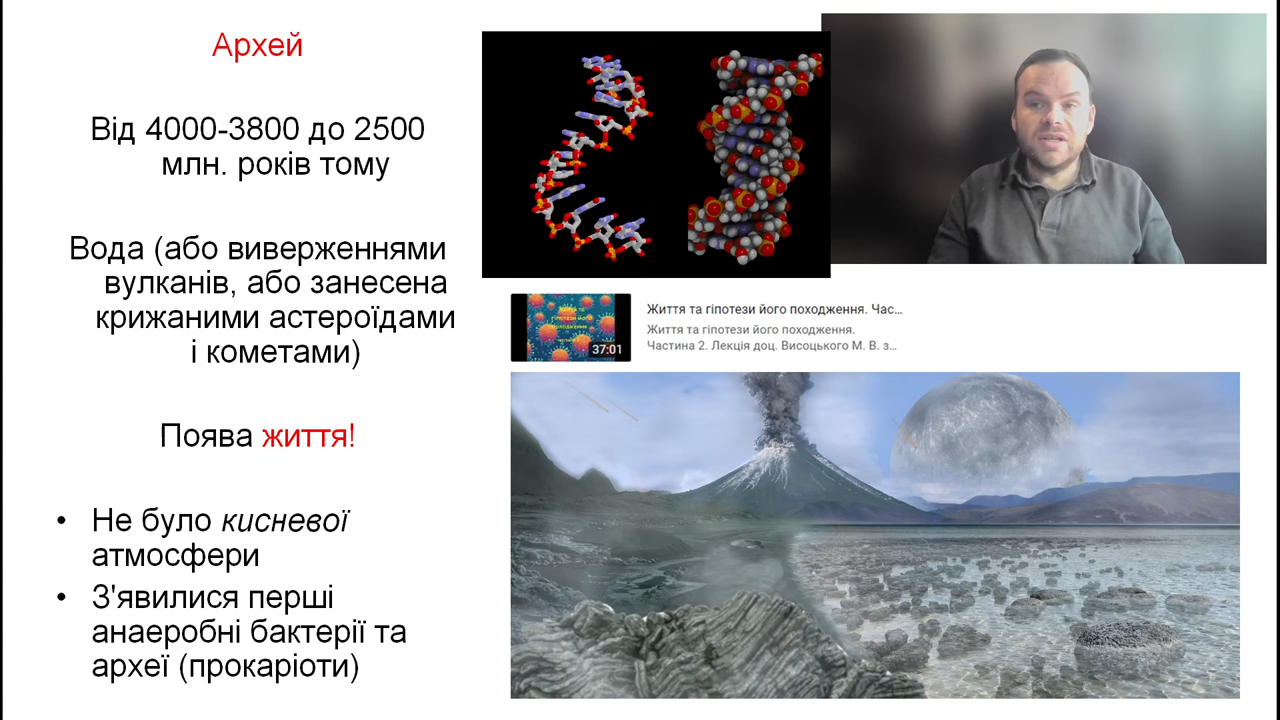 Архей
Від 4000-3800 до 2500
млн. років тому
Вода (або виверженнями
вулканів, або занесена
крижаними астероїдами
і кометами)
Поява життя!
• Не було кисневої
атмосфери
• З'явилися перші
анаеробні бактерії та
археї (прокаріоти)
37:01
Життя та гіпотези його походження. Час...
Життя та гіпотези його походження.
Частина 2. Лекція доц. Висоцького М. В. з...